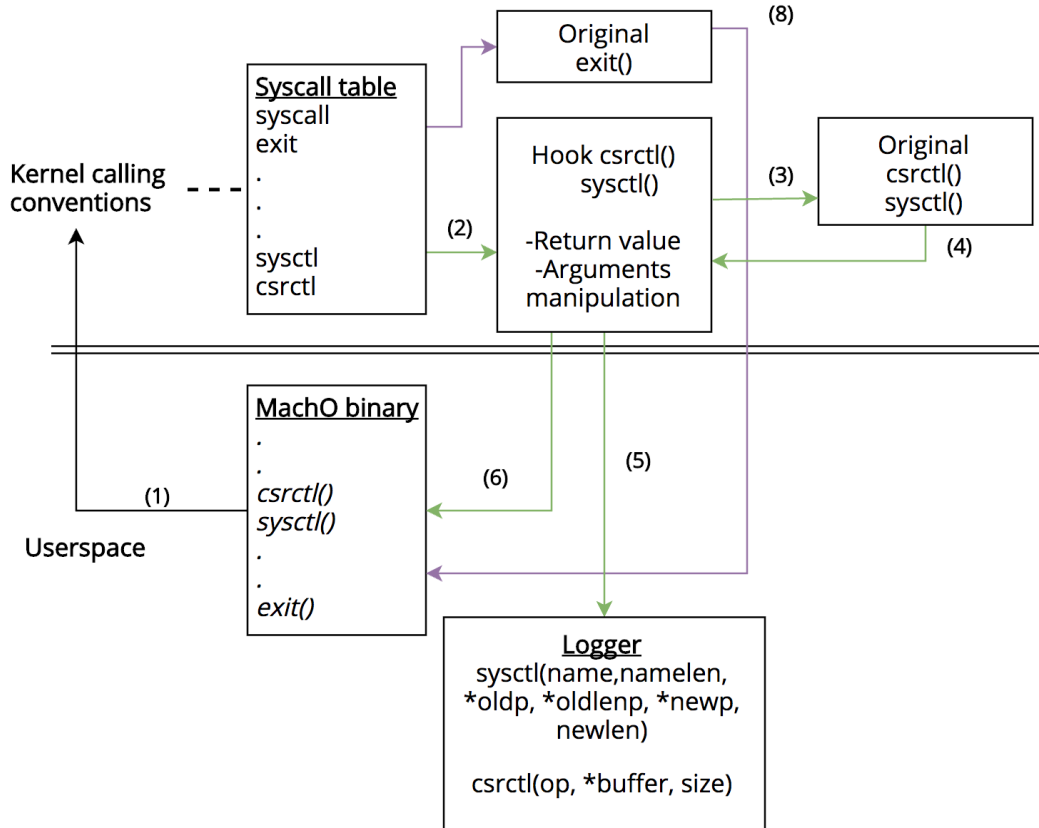 (8)
Original
exit()
Syscall table
syscall
exit
.
.
.
sysctl
csrctl
Kernel calling
conventions
(2)
Hook csrctl()
sysctl()
-Return value
-Arguments
manipulation
(3)
Original
csrctl()
sysctl()
(4)
MachO binary
.
.
csrctl()
sysctl()
.
.
exit()
(1)
Userspace
(6)
(5)
Logger
sysctl(name,namelen,
*oldp, *oldlenp, *newp,
newlen)
csrctl(op, *buffer, size)